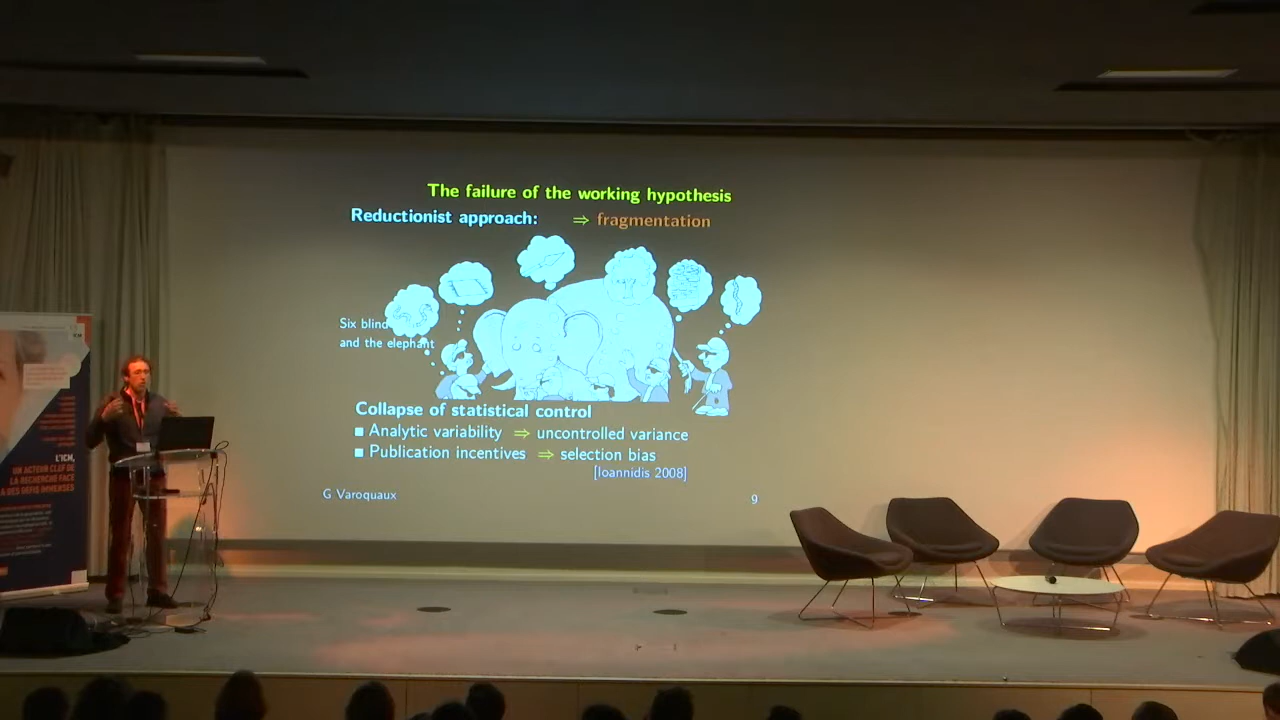 The failure of the working hypothesis
Reductionist approach: ⇒ fragmentation
Six blind
and the elephant
Collapse of statistical control
■ Analytic variability ⇒ uncontrolled variance
■ Publication incentives ⇒ selection bias
[Ioannidis 2008]
G Varoquaux 9
L'ICM,
UN ACTEUR CLEF DE
LA RECHERCHE FACE
À DES DÉFIS IMMENSES